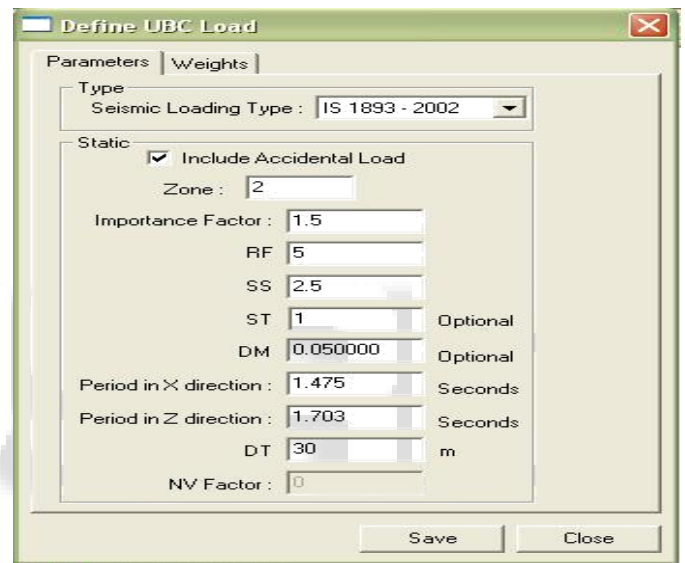 Define UBC Load
Parameters Weights
Type
Seismic Loading Type : IS 1893 - 2002
Static
Include Accidental Load
Zone : 2
Importance Factor : 1.5
RF 5
SS 2.5
ST 1 Optional
DM 0.050000 Optional
Period in X direction : 1.475 Seconds
Period in Z direction : 1.703 Seconds
DT 30 m
NV Factor : 0
Save Close